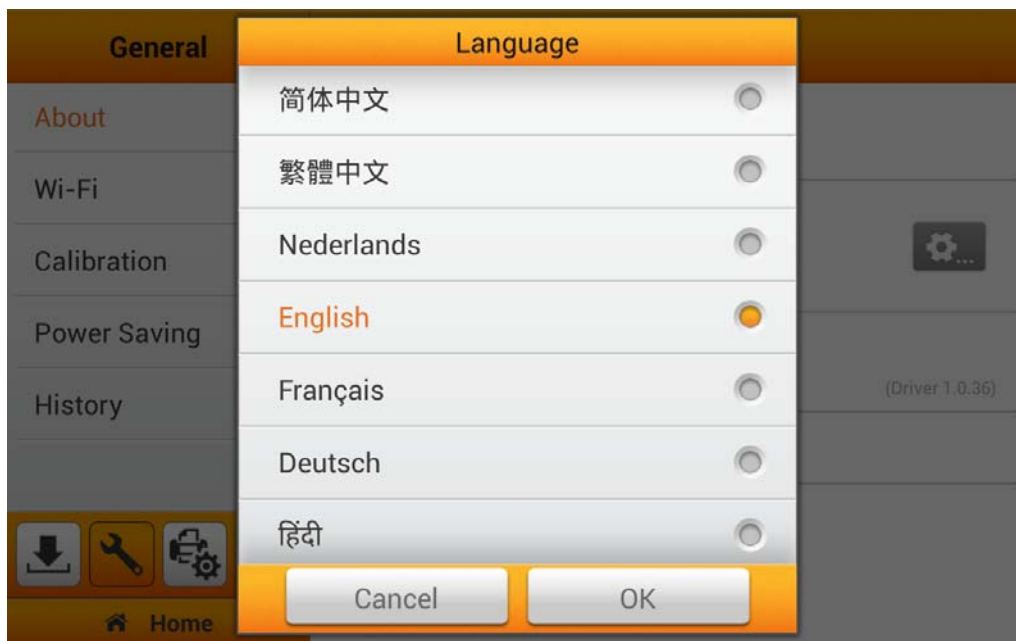 General
About
Wi-Fi
Calibration
Power Saving
History
Home
Language
简体中文
繁體中文
Nederlands
English
Français
Deutsch
हिंदी
Cancel
OK
...
(Driver 1.0.36)